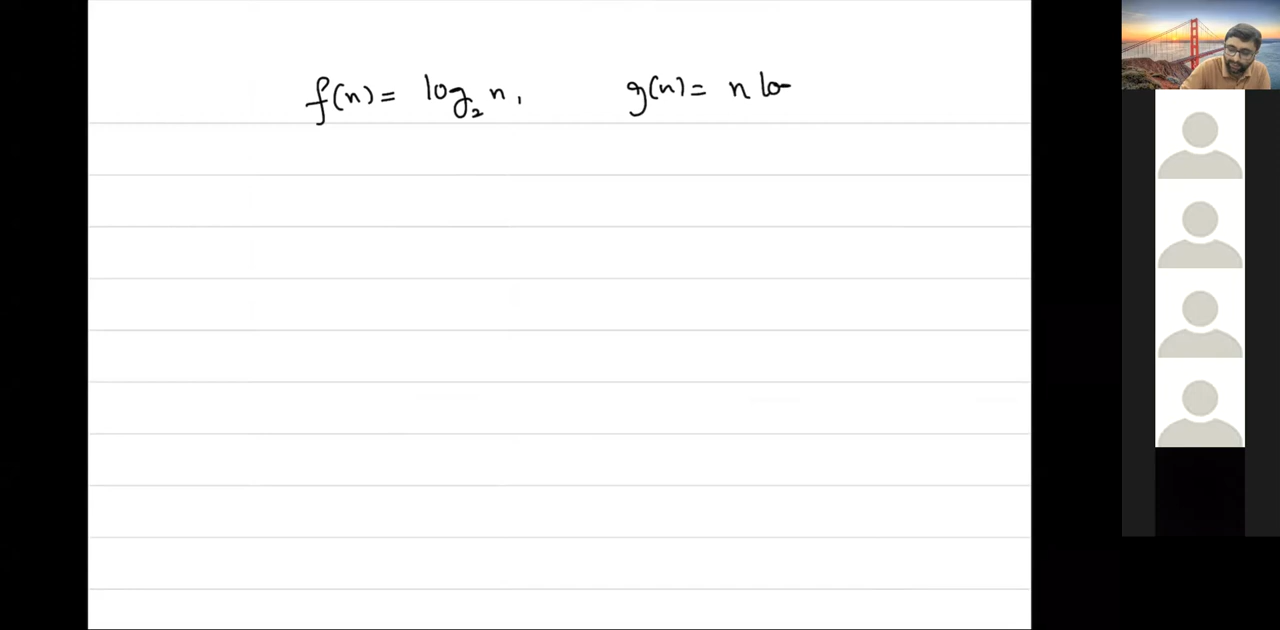 f(n) = log₂ n, g(n) = n lo